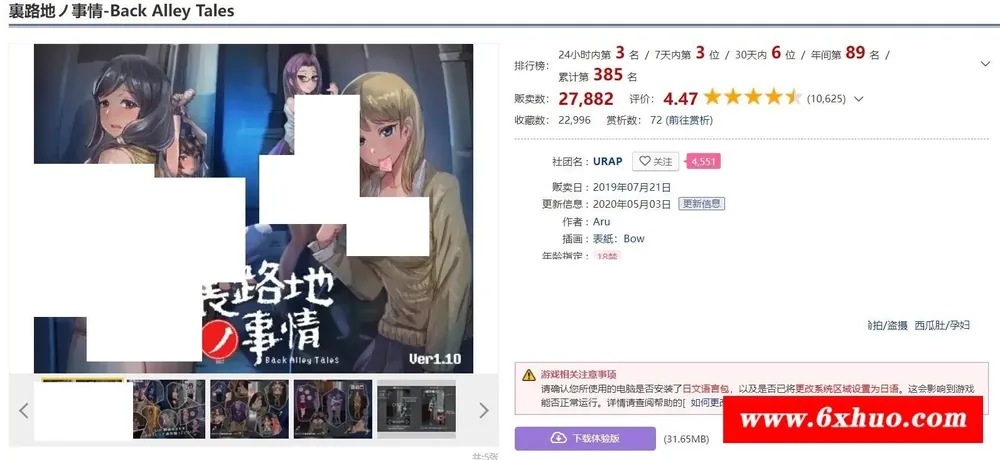 裏路地ノ事情-Back Alley Tales
排行榜: 24小时内第 3 名 / 7天内第 3 位 / 30天内 6 位 / 年间第 89 名 /
累计第 385 名
贩卖数: 27,882 评价: 4.47 (10,625)
收藏数: 22,996 赏析数: 72 (前往赏析)
社团名 : URAP 关注 4,551
贩卖日 : 2019年07月21日
更新信息 : 2020年05月03日 更新信息
作者 : Aru
插画 : 表紙: Bow
年龄指定 : 18禁
路地
ノ事情
Back Alley Tales
Ver1.10
拍/盗摄 西瓜肚/孕妇
游戏相关注意事项
请确认您所使用的电脑是否安装了日文语言包，以及是否已将更改系统区域设置为日语。这会影响到游戏
能否正常运行。详情请查阅帮助的[ 如何更改
www.6xhuo.com
下载体验版 (31.65MB)
共:5张